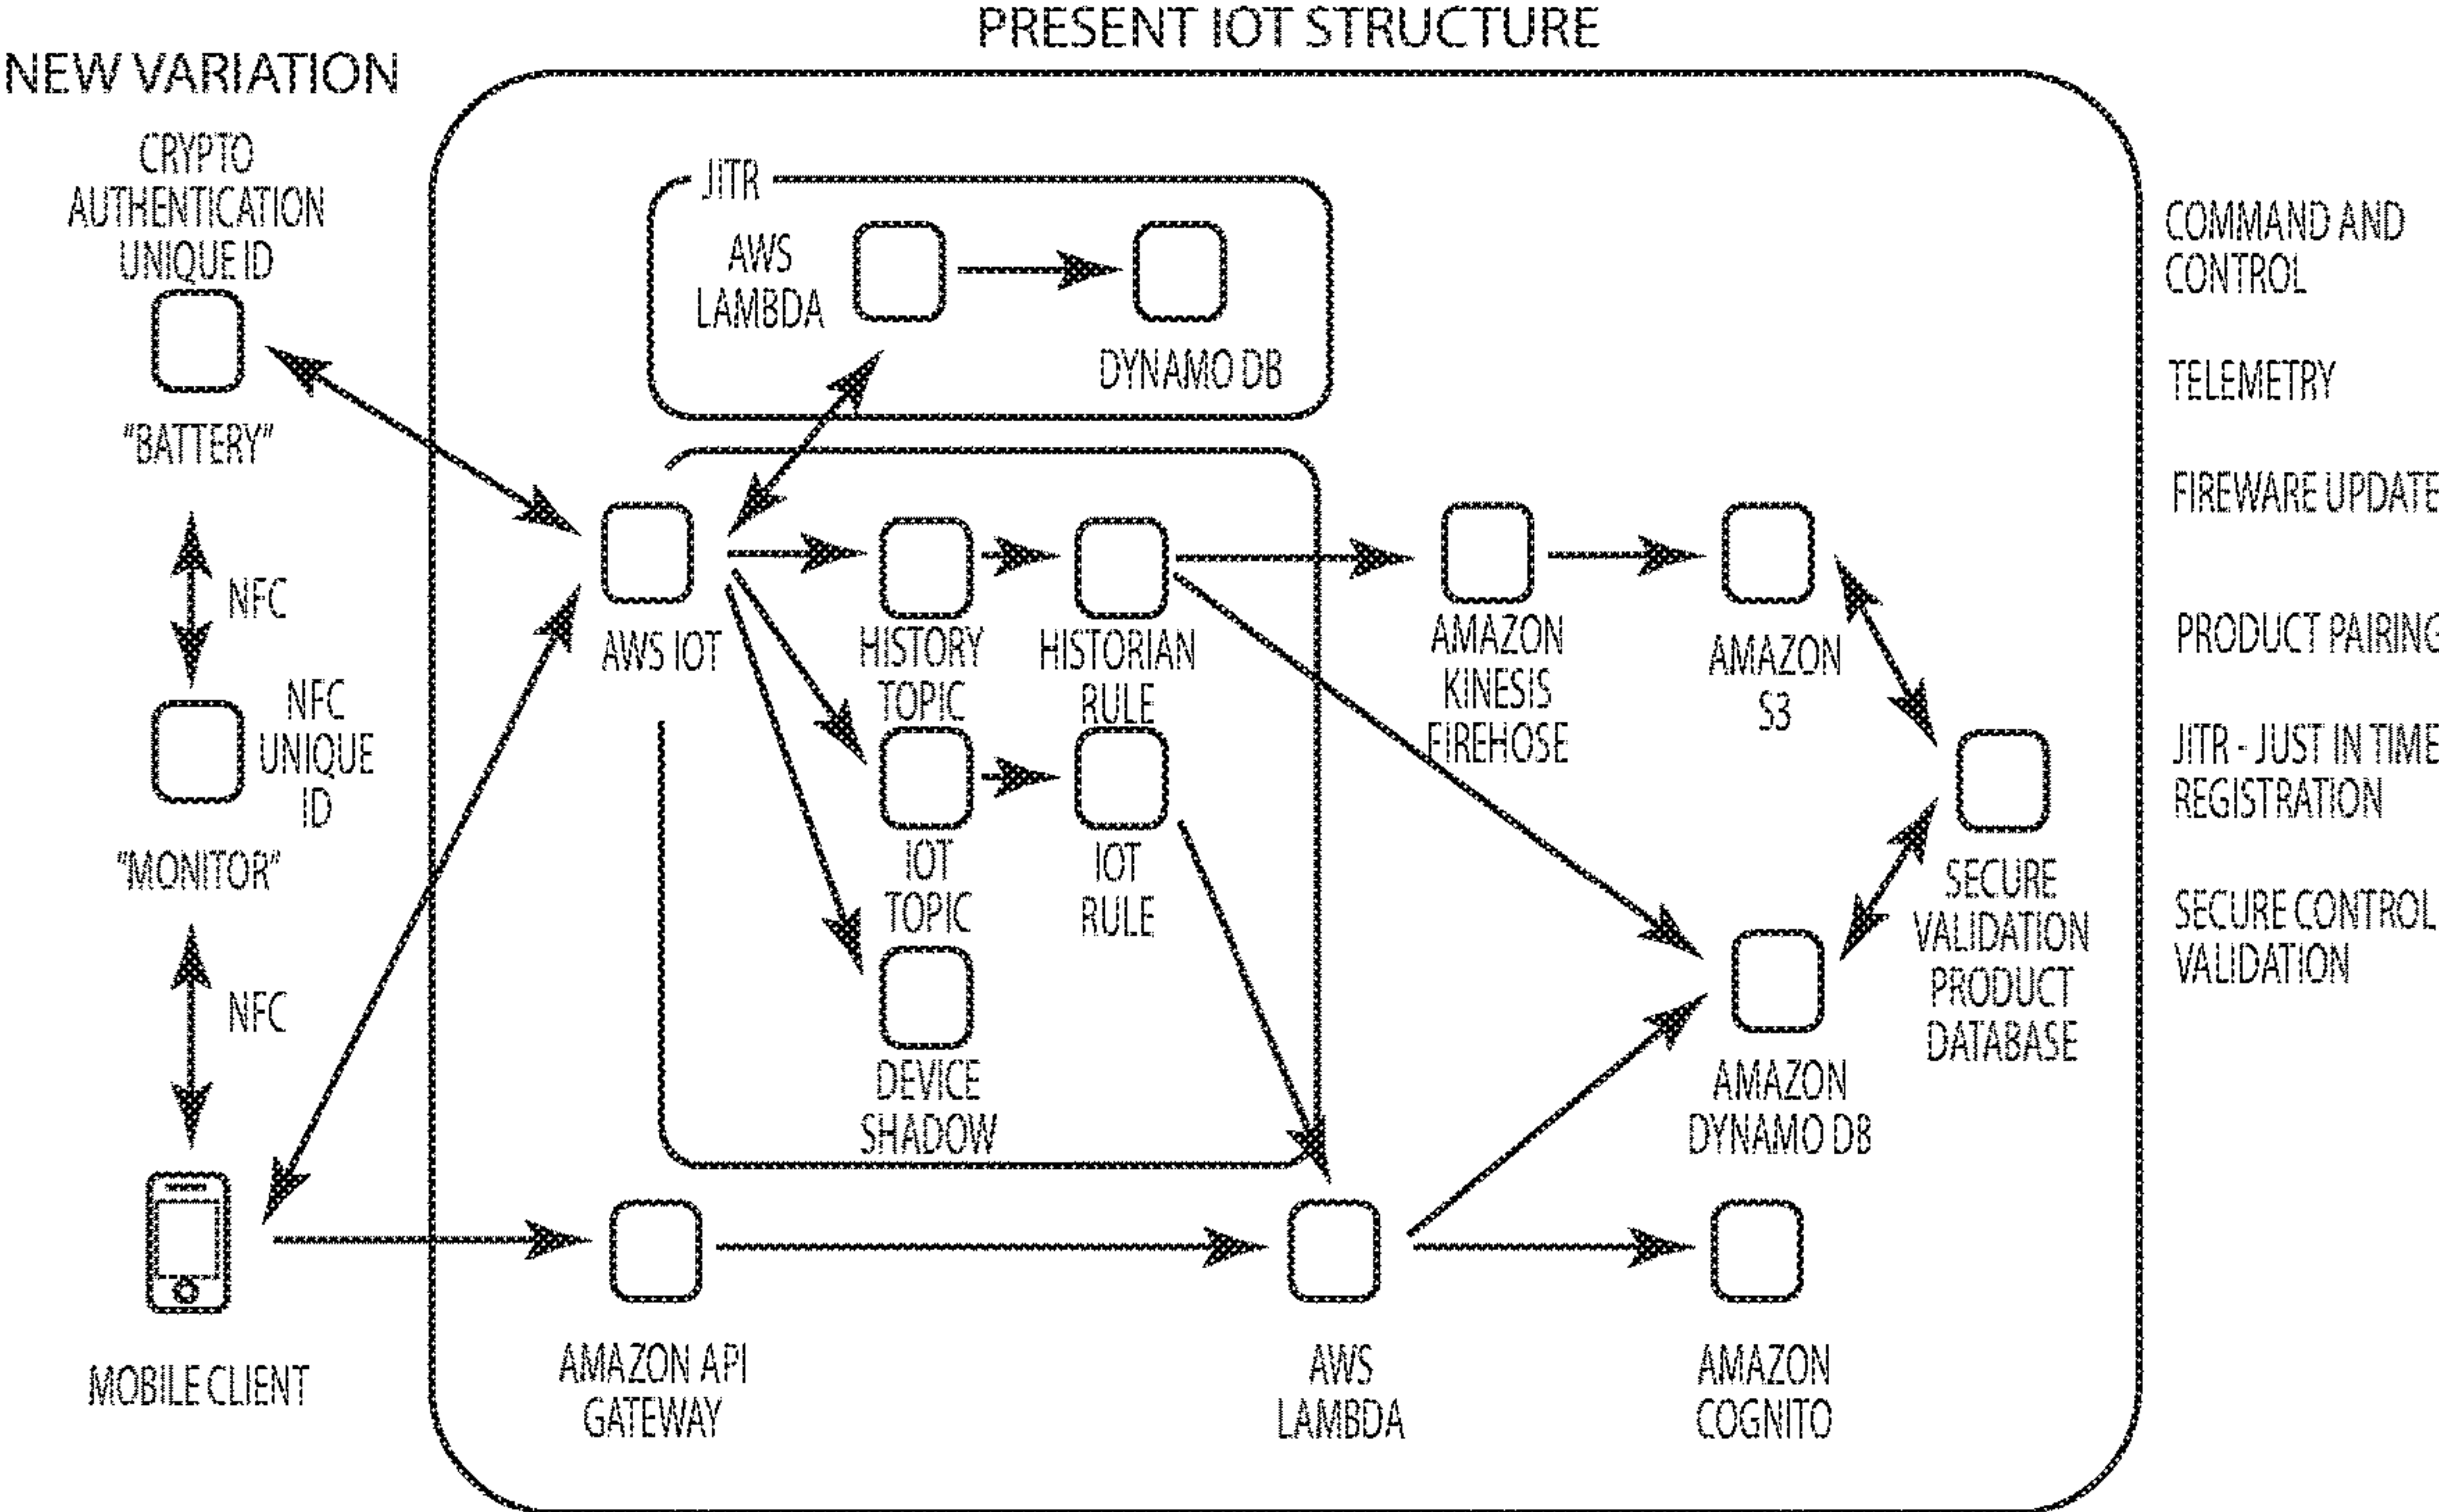 PRESENT IOT STRUCTURE
NEW VARIATION
CRYPTO
AUTHENTICATION
UNIQUE ID
"BATTERY"
NFC
NFC
UNIQUE
ID
"MONITOR"
NFC
MOBILE CLIENT
JITR
AWS
LAMBDA
DYNAMO DB
AWS IOT
HISTORY
TOPIC
HISTORIAN
RULE
IOT
TOPIC
IOT
RULE
DEVICE
SHADOW
AMAZON
KINESIS
FIREHOSE
AMAZON
S3
SECURE
VALIDATION
PRODUCT
DATABASE
AMAZON
DYNAMO DB
AMAZON API
GATEWAY
AWS
LAMBDA
AMAZON
COGNITO
COMMAND AND
CONTROL
TELEMETRY
FIREWARE UPDATE
PRODUCT PAIRING
JITR - JUST IN TIME
REGISTRATION
SECURE CONTROL
VALIDATION